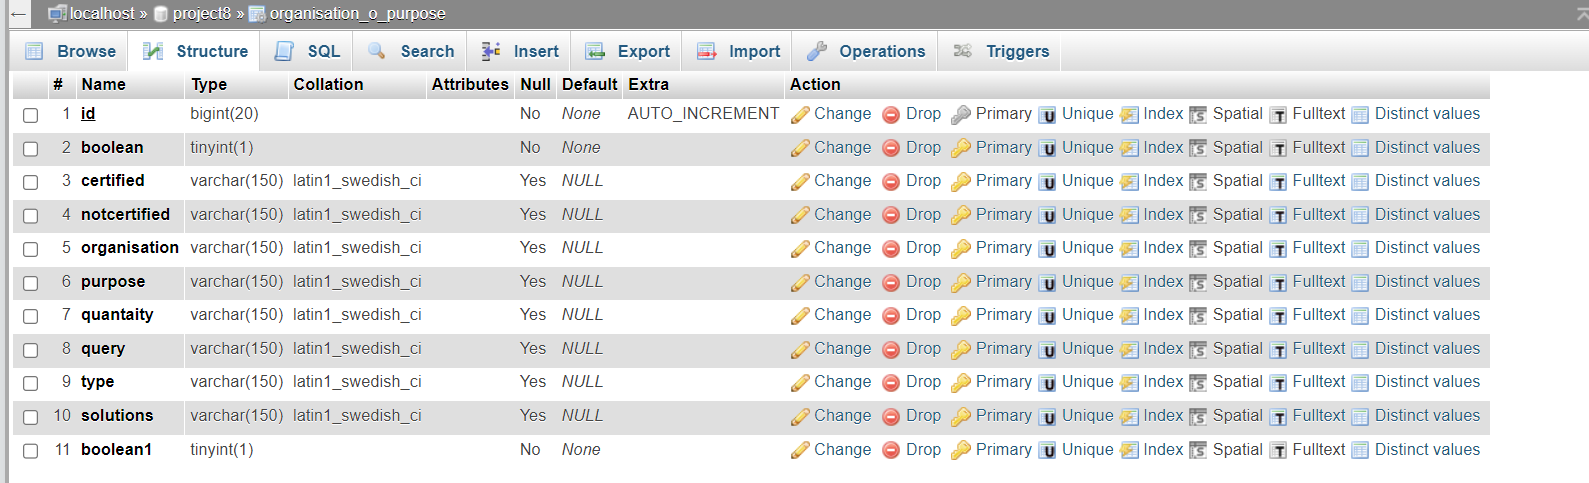 ← localhost » project8 » organisation_o_purpose
Browse Structure SQL Search Insert Export Import Operations Triggers
# Name Type Collation Attributes Null Default Extra Action
1 id bigint(20) No None AUTO_INCREMENT Change Drop Primary Unique Index Spatial Fulltext Distinct values
2 boolean tinyint(1) No None Change Drop Primary Unique Index Spatial Fulltext Distinct values
3 certified varchar(150) latin1_swedish_ci Yes NULL Change Drop Primary Unique Index Spatial Fulltext Distinct values
4 notcertified varchar(150) latin1_swedish_ci Yes NULL Change Drop Primary Unique Index Spatial Fulltext Distinct values
5 organisation varchar(150) latin1_swedish_ci Yes NULL Change Drop Primary Unique Index Spatial Fulltext Distinct values
6 purpose varchar(150) latin1_swedish_ci Yes NULL Change Drop Primary Unique Index Spatial Fulltext Distinct values
7 quantaity varchar(150) latin1_swedish_ci Yes NULL Change Drop Primary Unique Index Spatial Fulltext Distinct values
8 query varchar(150) latin1_swedish_ci Yes NULL Change Drop Primary Unique Index Spatial Fulltext Distinct values
9 type varchar(150) latin1_swedish_ci Yes NULL Change Drop Primary Unique Index Spatial Fulltext Distinct values
10 solutions varchar(150) latin1_swedish_ci Yes NULL Change Drop Primary Unique Index Spatial Fulltext Distinct values
11 boolean1 tinyint(1) No None Change Drop Primary Unique Index Spatial Fulltext Distinct values